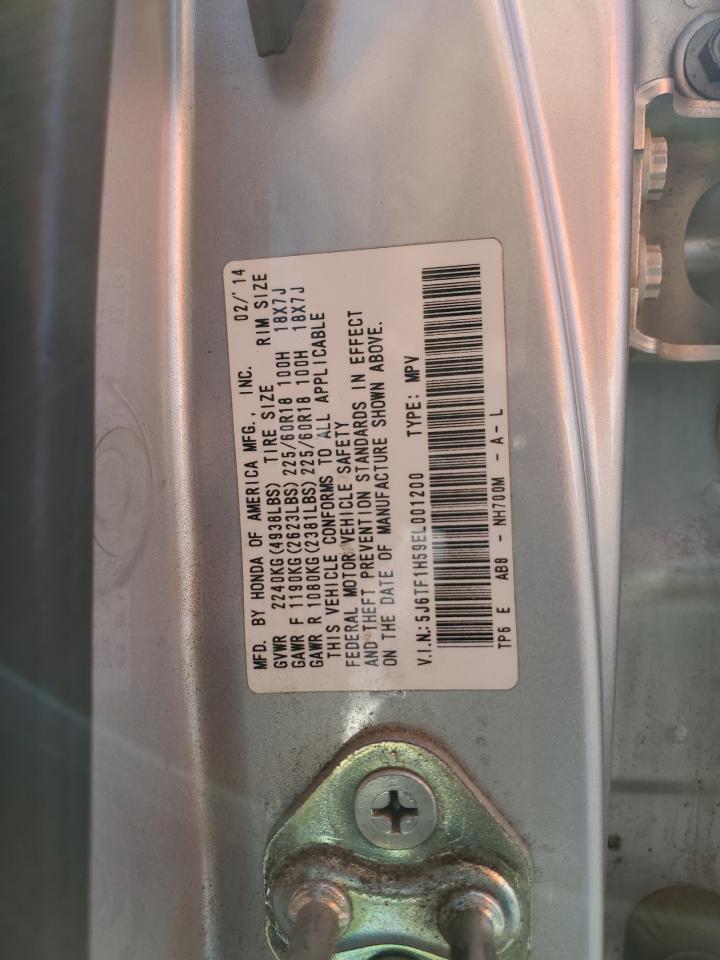 MFD. BY HONDA OF AMERICA MFG., INC. 02/'14
GVWR 2240KG(4938LBS) TIRE SIZE RIM SIZE
GAWR F 1190KG(2623LBS) 225/60R18 100H 18X7J
GAWR R 1080KG(2381LBS) 225/60R18 100H 18X7J
THIS VEHICLE CONFORMS TO ALL APPLICABLE
FEDERAL MOTOR VEHICLE SAFETY
AND THEFT PREVENTION STANDARDS IN EFFECT
ON THE DATE OF MANUFACTURE SHOWN ABOVE.
V.I.N.: 5J6TF1H59EL001200 TYPE: MPV
TP6 E AB8 - NH700M - A - L